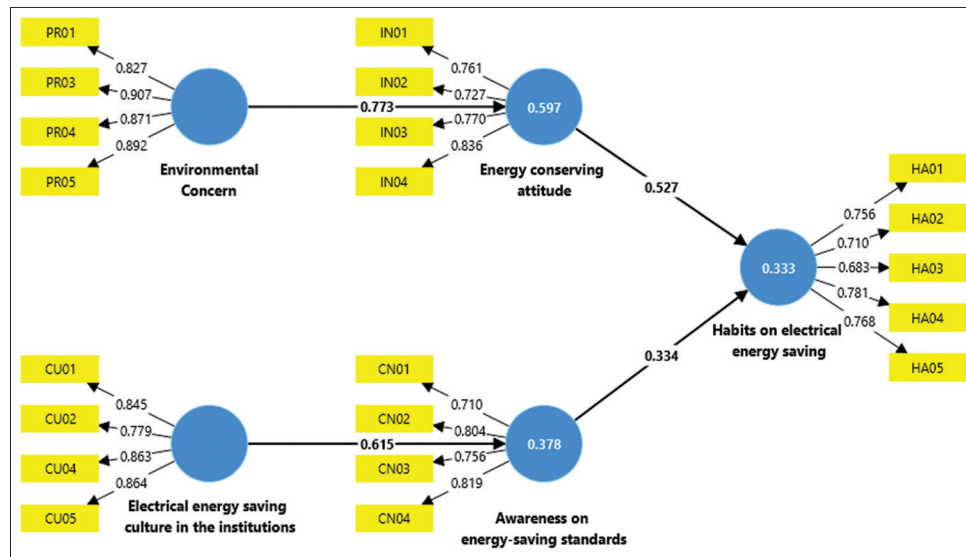 PR01
0.827
PR03
0.907
PR04
0.871
0.892
PR05
Environmental
Concern
0.773
IN01
0.761
IN02
0.727
IN03
0.770
0.836
IN04
0.597
Energy conserving
attitude
0.527
CU01
0.845
CU02
0.779
CU04
0.863
0.864
CU05
Electrical energy saving
culture in the institutions
0.615
CN01
0.710
CN02
0.804
CN03
0.756
0.819
CN04
0.378
Awareness on
energy-saving standards
0.334
0.333
Habits on electrical
energy saving
HA01
0.756
HA02
0.710
0.683
HA03
0.781
HA04
0.768
HA05